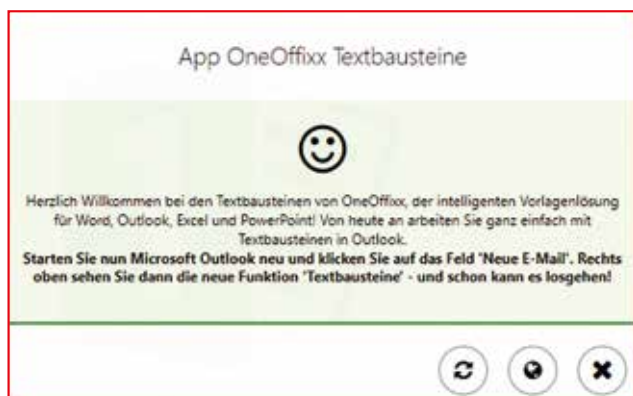 App OneOffixx Textbausteine
Herzlich Willkommen bei den Textbausteinen von OneOffixx, der intelligenten Vorlagenlösung
für Word, Outlook, Excel und PowerPoint! Von heute an arbeiten Sie ganz einfach mit
Textbausteinen in Outlook.
Starten Sie nun Microsoft Outlook neu und klicken Sie auf das Feld 'Neue E-Mail'. Rechts
oben sehen Sie dann die neue Funktion 'Textbausteine' - und schon kann es losgehen!